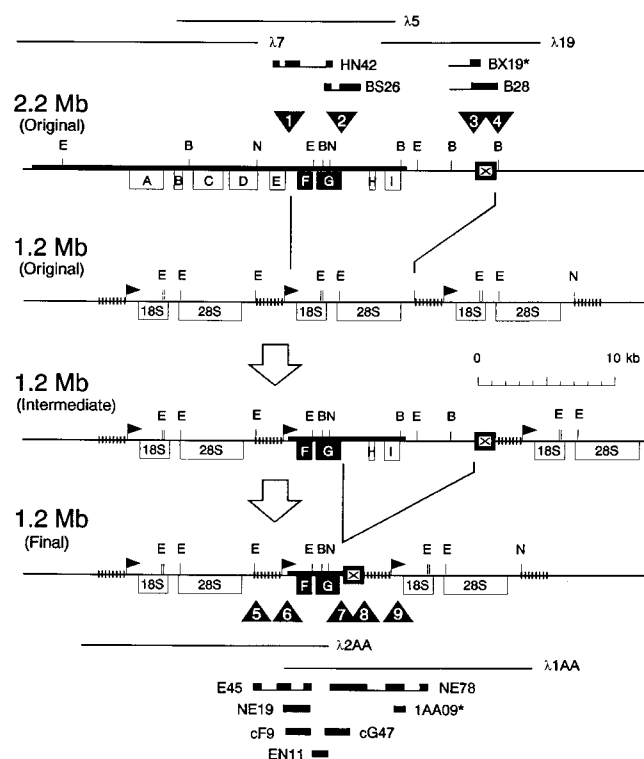 λ5
λ7 λ19
HN42 BX19*
BS26 B28
2.2 Mb
(Original)
1 2 3 4
E B N E B N B E B B
A B C D E F G H I
1.2 Mb
(Original)
E E E E E E E N
18S 28S 18S 28S 18S 28S
0 10 kb
1.2 Mb
(Intermediate)
E E E E B N B E B E E
18S 28S F G H I 18S 28S
1.2 Mb
(Final)
E E E E B N E E N
18S 28S F G 18S 28S
5 6 7 8 9
λ2AA
λ1AA
E45 NE78
NE19 1AA09*
cF9 cG47
EN11